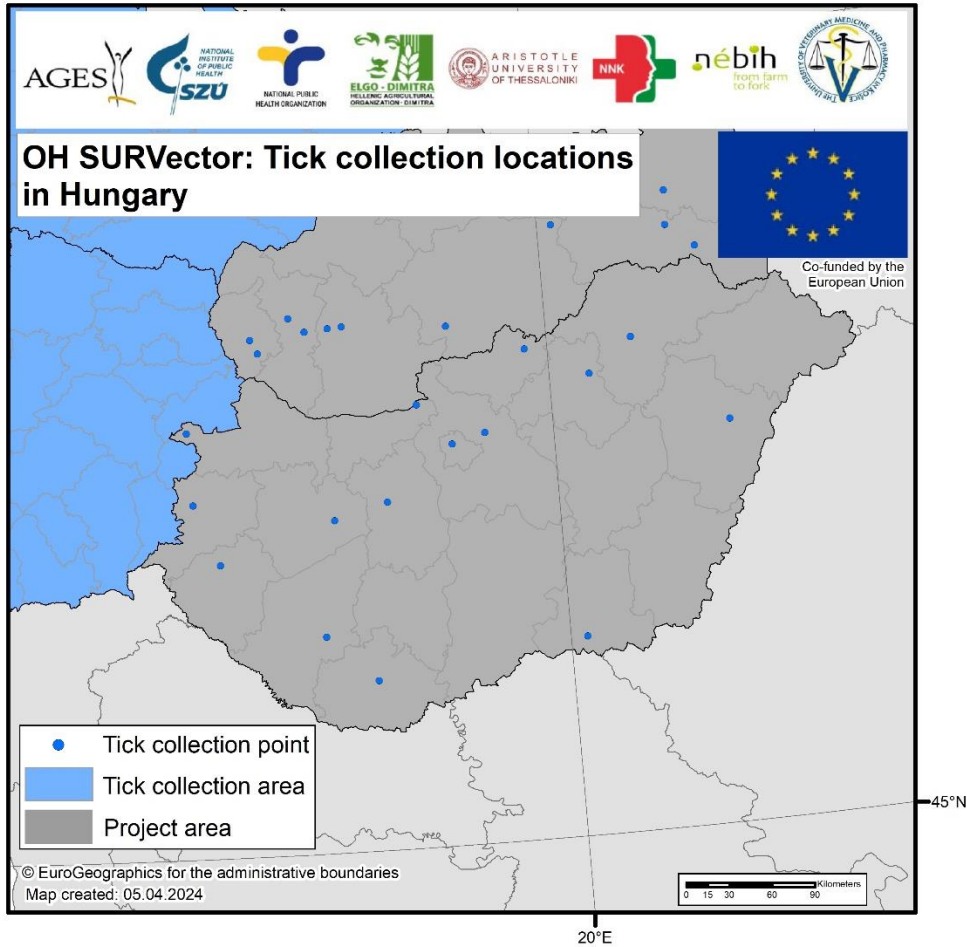 AGES
NATIONAL
INSTITUTE
OF PUBLIC
HEALTH
SZÚ
NATIONAL PUBLIC
HEALTH ORGANIZATION
ELGO - DIMITRA
HELLENIC AGRICULTURAL
ORGANIZATION - DIMITRA
ARISTOTLE
UNIVERSITY
OF THESSALONIKI
NNK
nébih
from farm
to fork
THE UNIVERSITY OF VETERINARY MEDICINE AND PHARMACY IN KOŠICE
OH SURVector: Tick collection locations
in Hungary
Co-funded by the
European Union
Tick collection point
Tick collection area
Project area
45°N
© EuroGeographics for the administrative boundaries
Map created: 05.04.2024
Kilometers
0 15 30 60 90
20°E